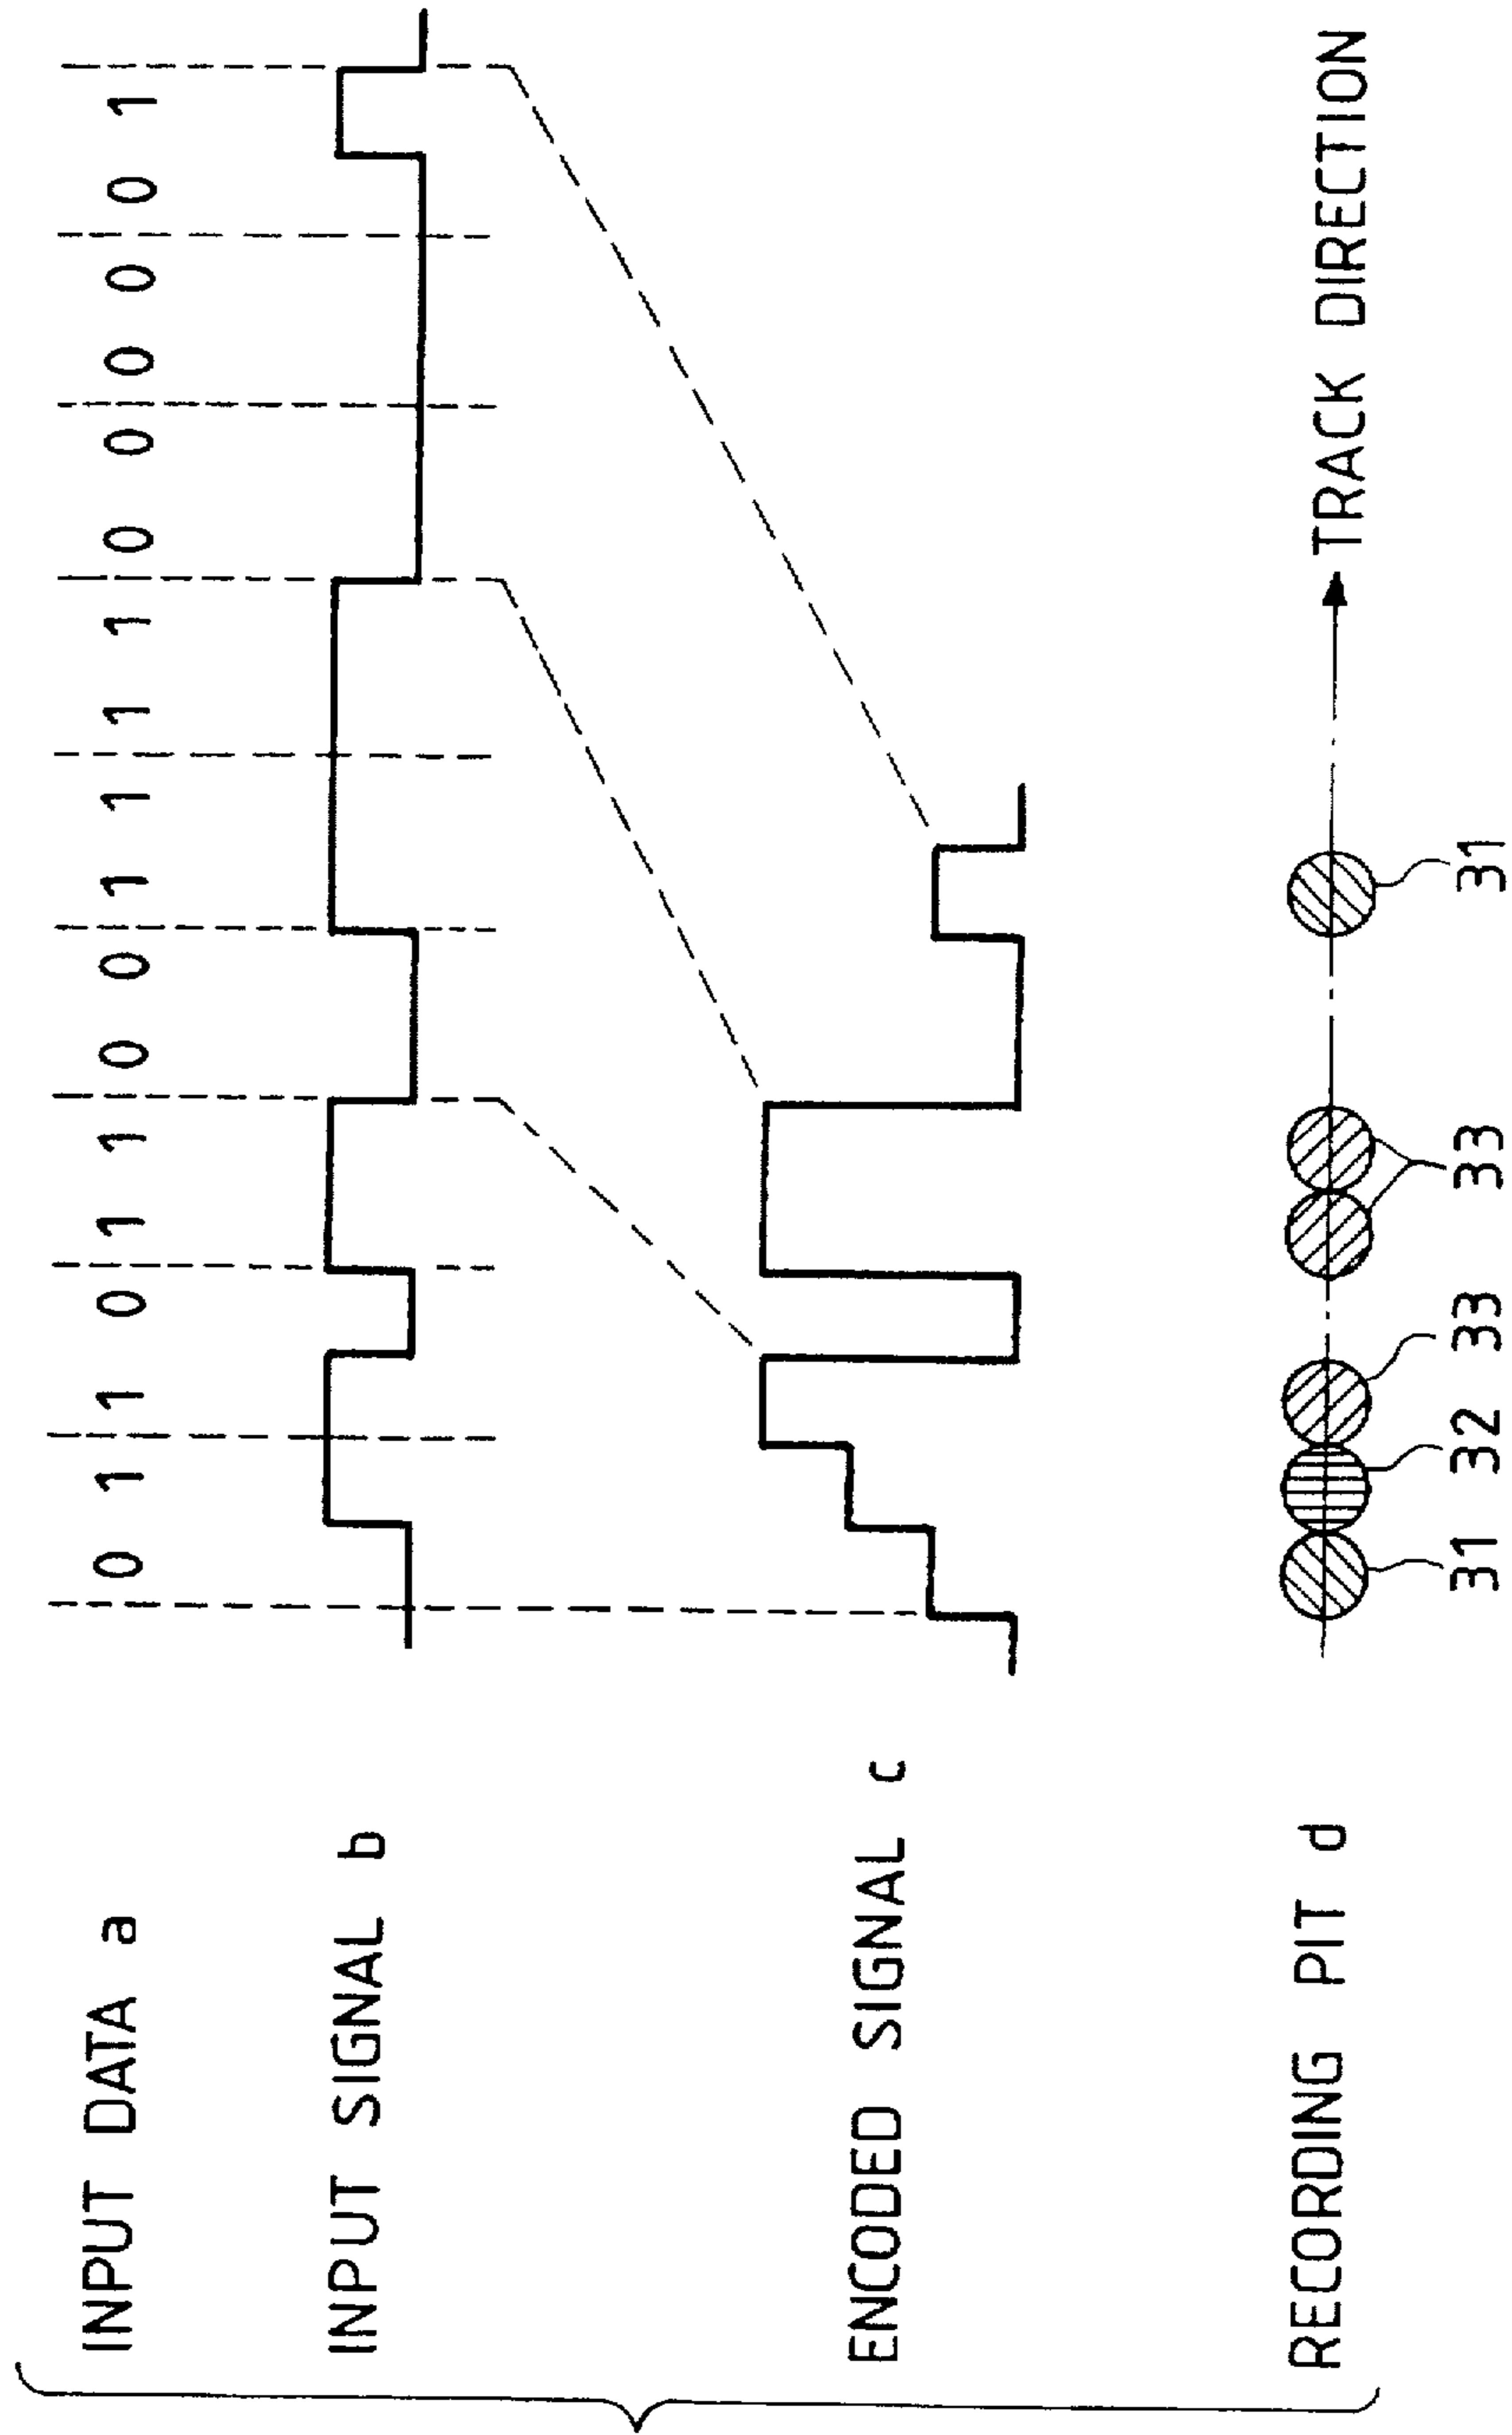 INPUT DATA a 0 1 1 0 1 1 0 0 1 1 1 1 0 0 0 0 0 1
INPUT SIGNAL b
ENCODED SIGNAL c
RECORDING PIT d TRACK DIRECTION
31 32 33 33 31